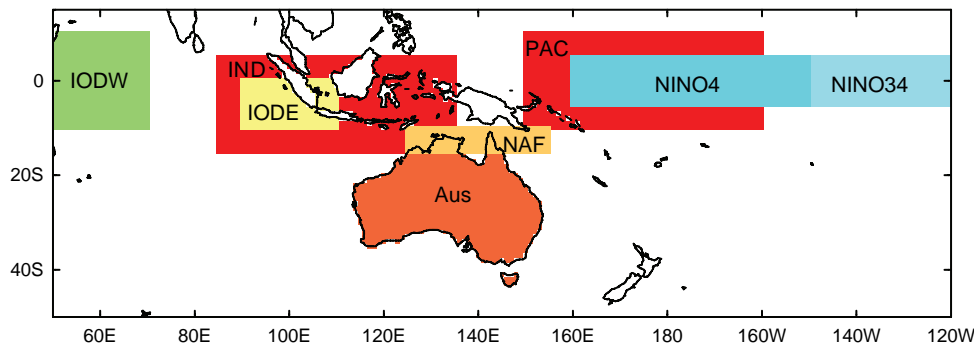 PAC
IND
0
IODW
NINO4
NINO34
IODE
NAF
20S
Aus
40S
60E
80E
100E
120E
140E
160E
180
160W
140W
120W